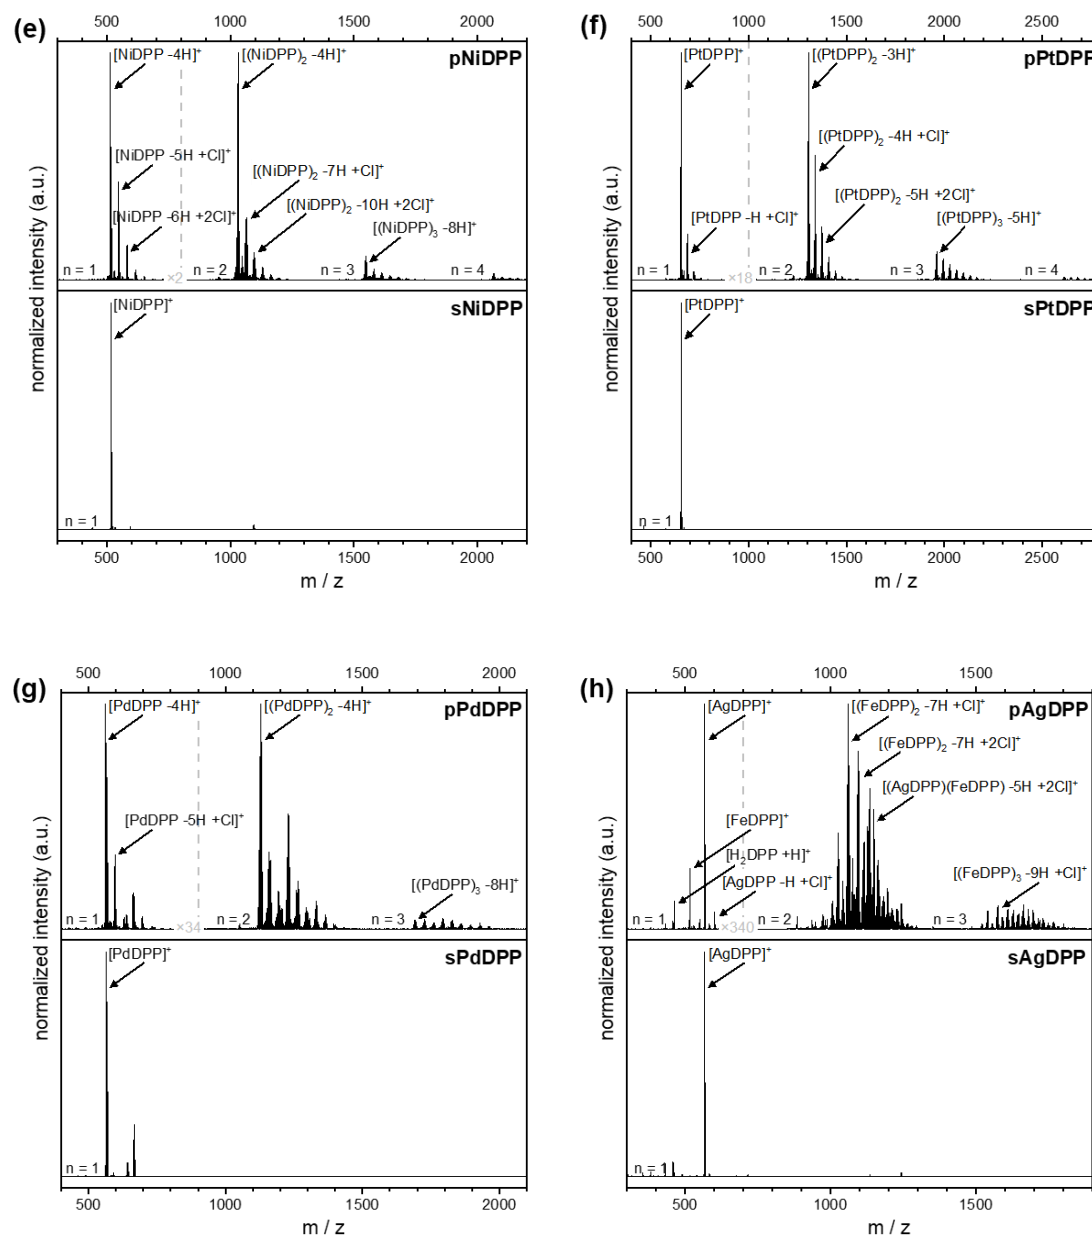 (e)
500 1000 1500 2000
[NiDPP -4H]⁺
[(NiDPP)₂ -4H]⁺
pNiDPP
[NiDPP -5H +Cl]⁺
[(NiDPP)₂ -7H +Cl]⁺
[NiDPP -6H +2Cl]⁺
[(NiDPP)₂ -10H +2Cl]⁺
[(NiDPP)₃ -8H]⁺
n = 1
×2
n = 2
n = 3
n = 4
[NiDPP]⁺
sNiDPP
n = 1
normalized intensity (a.u.)
500 1000 1500 2000
m / z
(f)
500 1000 1500 2000 2500
[PtDPP]⁺
[(PtDPP)₂ -3H]⁺
pPtDPP
[(PtDPP)₂ -4H +Cl]⁺
[(PtDPP)₂ -5H +2Cl]⁺
[PtDPP -H +Cl]⁺
[(PtDPP)₃ -5H]⁺
n = 1
×18
n = 2
n = 3
n = 4
[PtDPP]⁺
sPtDPP
n = 1
normalized intensity (a.u.)
500 1000 1500 2000 2500
m / z
(g)
500 1000 1500 2000
[PdDPP -4H]⁺
[(PdDPP)₂ -4H]⁺
pPdDPP
[PdDPP -5H +Cl]⁺
[(PdDPP)₃ -8H]⁺
n = 1
×34
n = 2
n = 3
[PdDPP]⁺
sPdDPP
n = 1
normalized intensity (a.u.)
500 1000 1500 2000
m / z
(h)
500 1000 1500
[AgDPP]⁺
[(FeDPP)₂ -7H +Cl]⁺
pAgDPP
[(FeDPP)₂ -7H +2Cl]⁺
[(AgDPP)(FeDPP) -5H +2Cl]⁺
[FeDPP]⁺
[H₂DPP +H]⁺
[AgDPP -H +Cl]⁺
[(FeDPP)₃ -9H +Cl]⁺
n = 1
×340
n = 2
n = 3
[AgDPP]⁺
sAgDPP
n = 1
normalized intensity (a.u.)
500 1000 1500
m / z